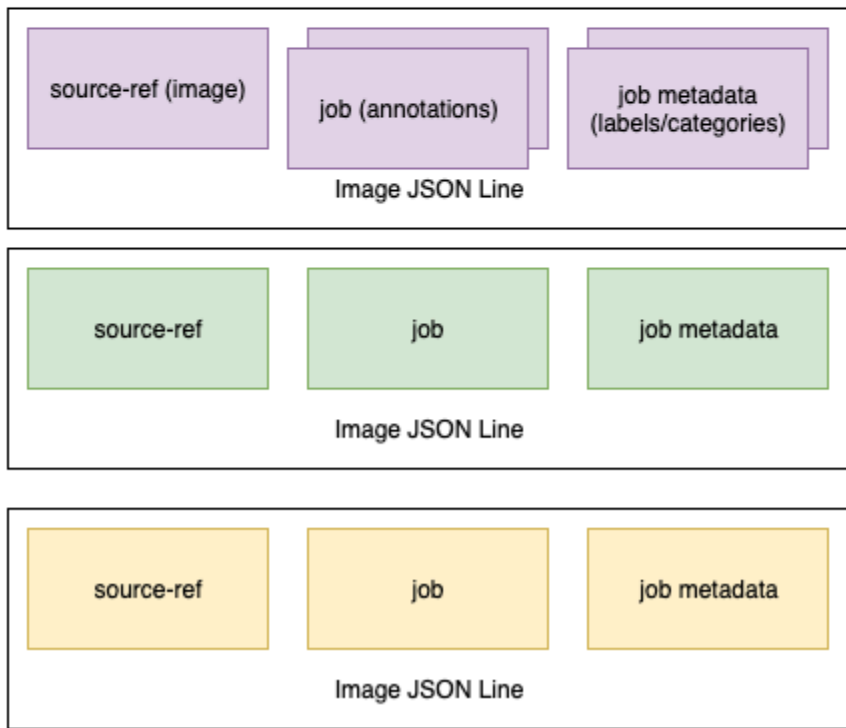 source-ref (image)
job (annotations)
job metadata
(labels/categories)
Image JSON Line
source-ref
job
job metadata
Image JSON Line
source-ref
job
job metadata
Image JSON Line